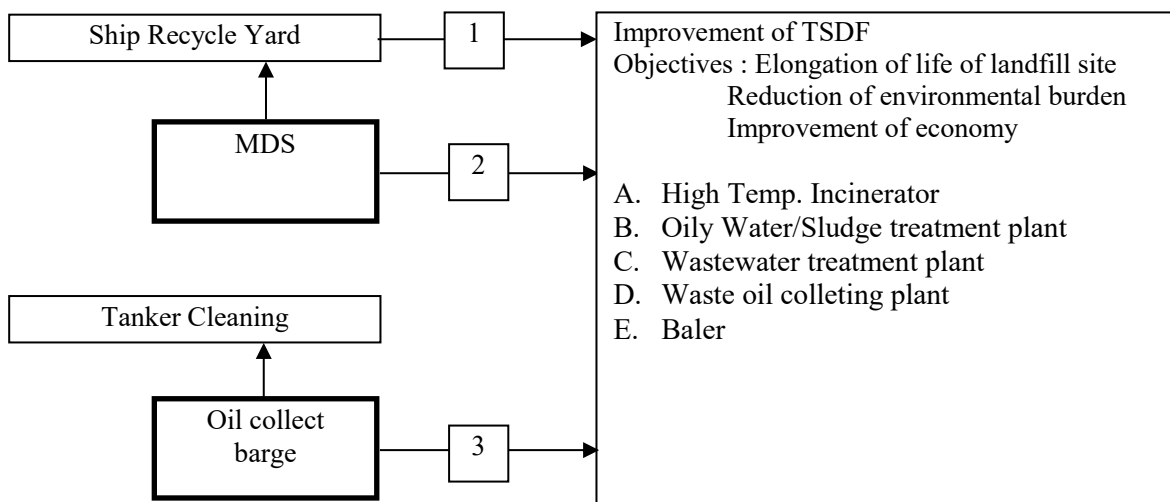 Ship Recycle Yard
1
MDS
2
Tanker Cleaning
Oil collect
barge
3
Improvement of TSDF
Objectives : Elongation of life of landfill site
Reduction of environmental burden
Improvement of economy
A. High Temp. Incinerator
B. Oily Water/Sludge treatment plant
C. Wastewater treatment plant
D. Waste oil colleting plant
E. Baler